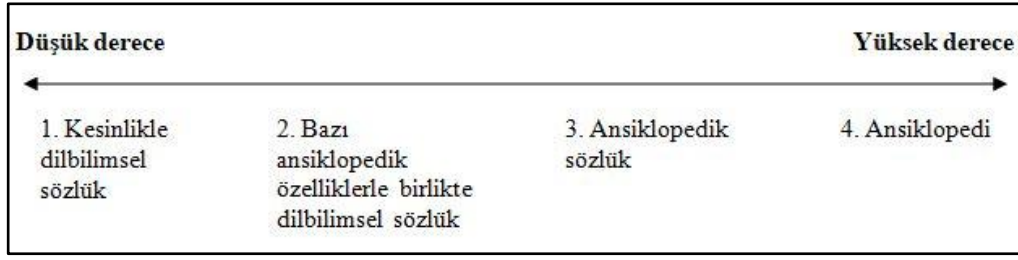 Düşük derece
Yüksek derece
1. Kesinlikle
dilbilimsel
sözlük
2. Bazı
ansiklopedik
özelliklerle birlikte
dilbilimsel sözlük
3. Ansiklopedik
sözlük
4. Ansiklopedi